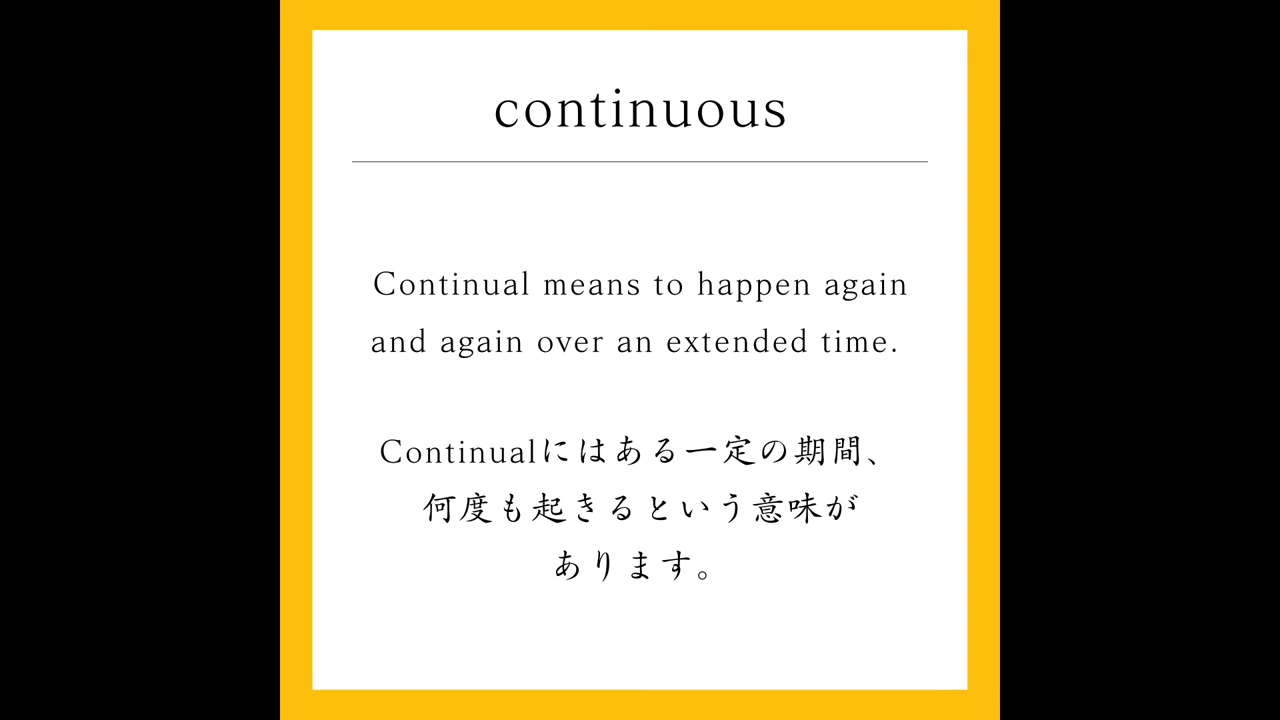 continuous
Continual means to happen again
and again over an extended time.
Continualにはある一定の期間、
何度も起きるという意味が
あります。